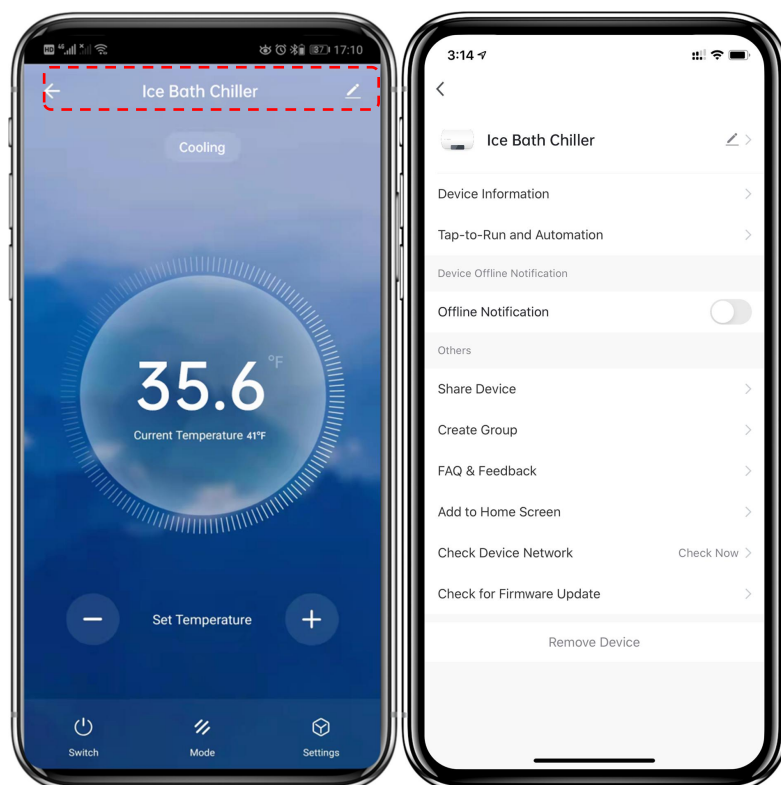 HD 46 17:10
Ice Bath Chiller
Cooling
35.6 °F
Current Temperature 41°F
Set Temperature
Switch Mode Settings
3:14
Ice Bath Chiller
Device Information
Tap-to-Run and Automation
Device Offline Notification
Offline Notification
Others
Share Device
Create Group
FAQ & Feedback
Add to Home Screen
Check Device Network Check Now
Check for Firmware Update
Remove Device